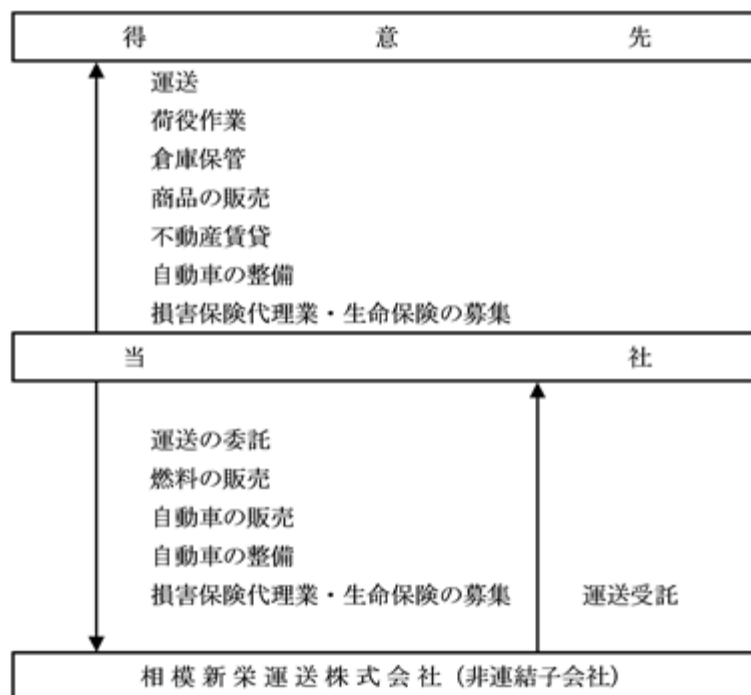 得意先
運送
荷役作業
倉庫保管
商品の販売
不動産賃貸
自動車の整備
損害保険代理業・生命保険の募集
当社
運送の委託
燃料の販売
自動車の販売
自動車の整備
損害保険代理業・生命保険の募集 運送受託
相模新栄運送株式会社(非連結子会社)